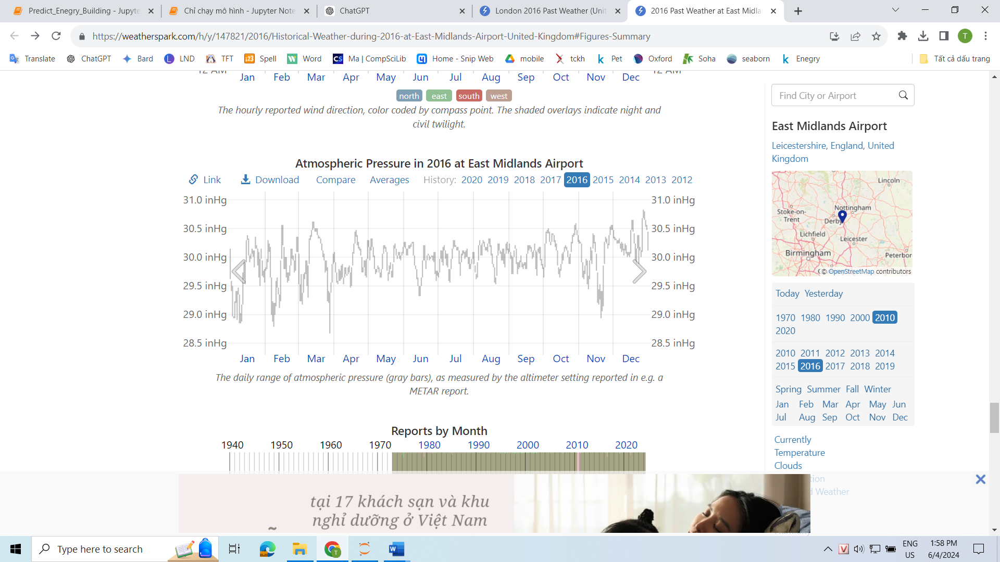 Predict_Enegry_Building - Jupyte
Chỉ chạy mô hình - Jupyter Note
ChatGPT
London 2016 Past Weather (Unit
2016 Past Weather at East Midla
https://weatherspark.com/h/y/147821/2016/Historical-Weather-during-2016-at-East-Midlands-Airport-United-Kingdom#Figures-Summary
T
Translate ChatGPT Bard LND TFT Spell Word Ma | CompSciLib Home - Snip Web mobile tckh Pet Oxford Soha seaborn Enegry Tất cả dấu trang
12 AM 12 AM
Jan Feb Mar Apr May Jun Jul Aug Sep Oct Nov Dec
north east south west
The hourly reported wind direction, color coded by compass point. The shaded overlays indicate night and
civil twilight.
Atmospheric Pressure in 2016 at East Midlands Airport
Link Download Compare Averages History: 2020 2019 2018 2017 2016 2015 2014 2013 2012
31.0 inHg 31.0 inHg
30.5 inHg 30.5 inHg
30.0 inHg 30.0 inHg
29.5 inHg 29.5 inHg
29.0 inHg 29.0 inHg
28.5 inHg 28.5 inHg
Jan Feb Mar Apr May Jun Jul Aug Sep Oct Nov Dec
The daily range of atmospheric pressure (gray bars), as measured by the altimeter setting reported in e.g. a
METAR report.
Reports by Month
1940 1950 1960 1970 1980 1990 2000 2010 2020
tại 17 khách sạn và khu
nghỉ dưỡng ở Việt Nam
Find City or Airport
East Midlands Airport
Leicestershire, England, United
Kingdom
Lincoln
Stoke-on-
Trent
Nottingham
Derby
Lichfield
Leicester
Birmingham
Peterbor
© OpenStreetMap contributors
Today Yesterday
1970 1980 1990 2000 2010
2020
2010 2011 2012 2013 2014
2015 2016 2017 2018 2019
Spring Summer Fall Winter
Jan Feb Mar Apr May Jun
Jul Aug Sep Oct Nov Dec
Currently
Temperature
Clouds
tion
d Weather
Type here to search
ENG
US
1:58 PM
6/4/2024